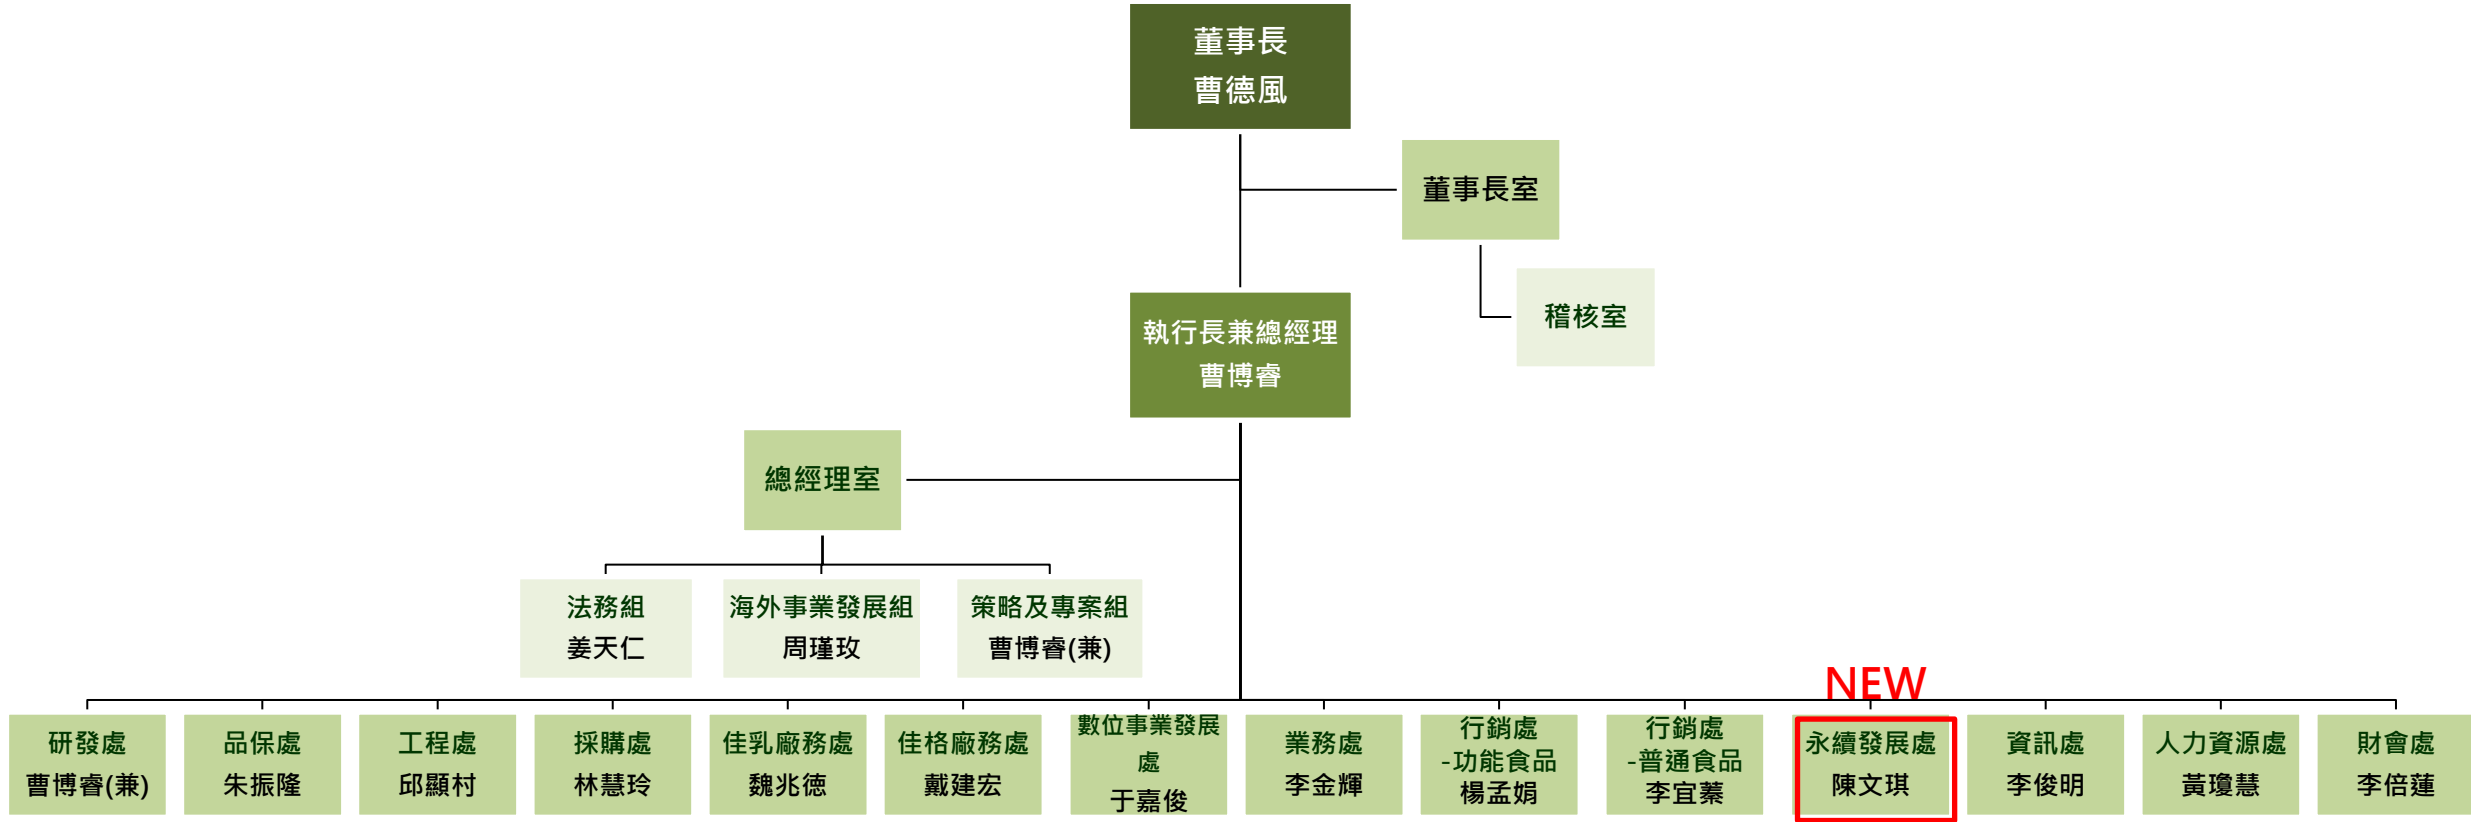 董事長
曹德風
董事長室
稽核室
執行長兼總經理
曹博睿
總經理室
法務組
姜天仁
海外事業發展組
周瑾玫
策略及專案組
曹博睿(兼)
NEW
研發處
曹博睿(兼)
品保處
朱振隆
工程處
邱顯村
採購處
林慧玲
佳乳廠務處
魏兆德
佳格廠務處
戴建宏
數位事業發展
處
于嘉俊
業務處
李金輝
行銷處
-功能食品
楊孟娟
行銷處
-普通食品
李宜蓁
永續發展處
陳文琪
資訊處
李俊明
人力資源處
黃瓊慧
財會處
李倍蓮